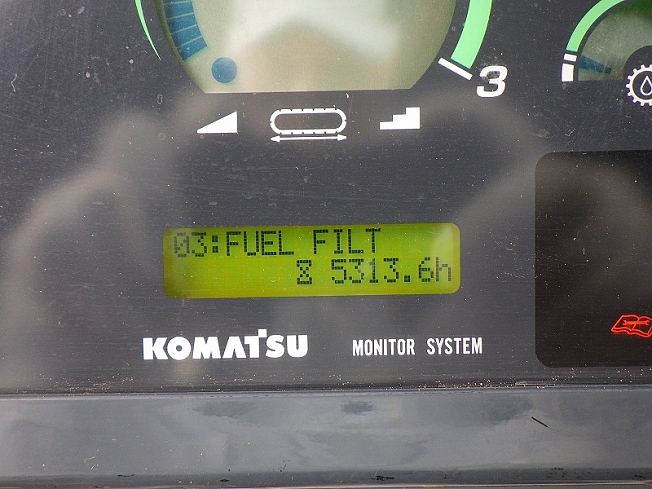 3
03:FUEL FILT
5313.6h
KOMATSU
MONITOR SYSTEM